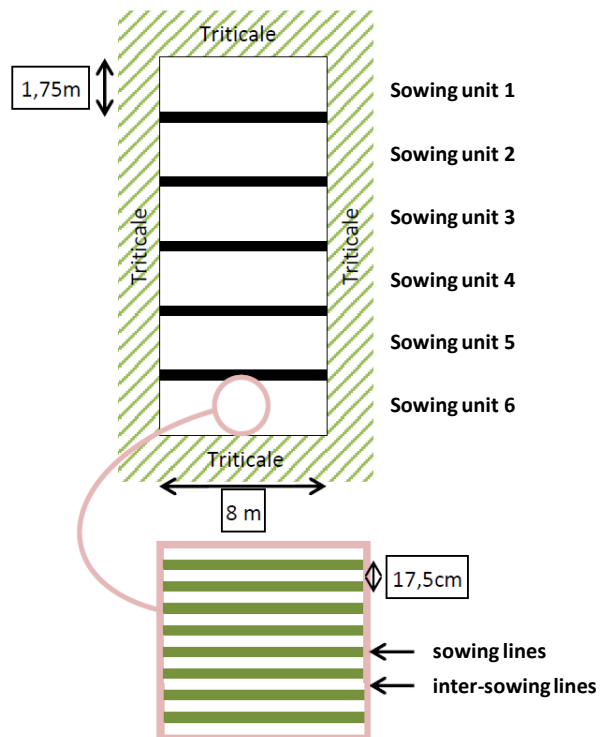 Triticale
1,75m
Sowing unit 1
Sowing unit 2
Sowing unit 3
Triticale
Triticale
Sowing unit 4
Sowing unit 5
Sowing unit 6
Triticale
8 m
17,5cm
sowing lines
inter-sowing lines